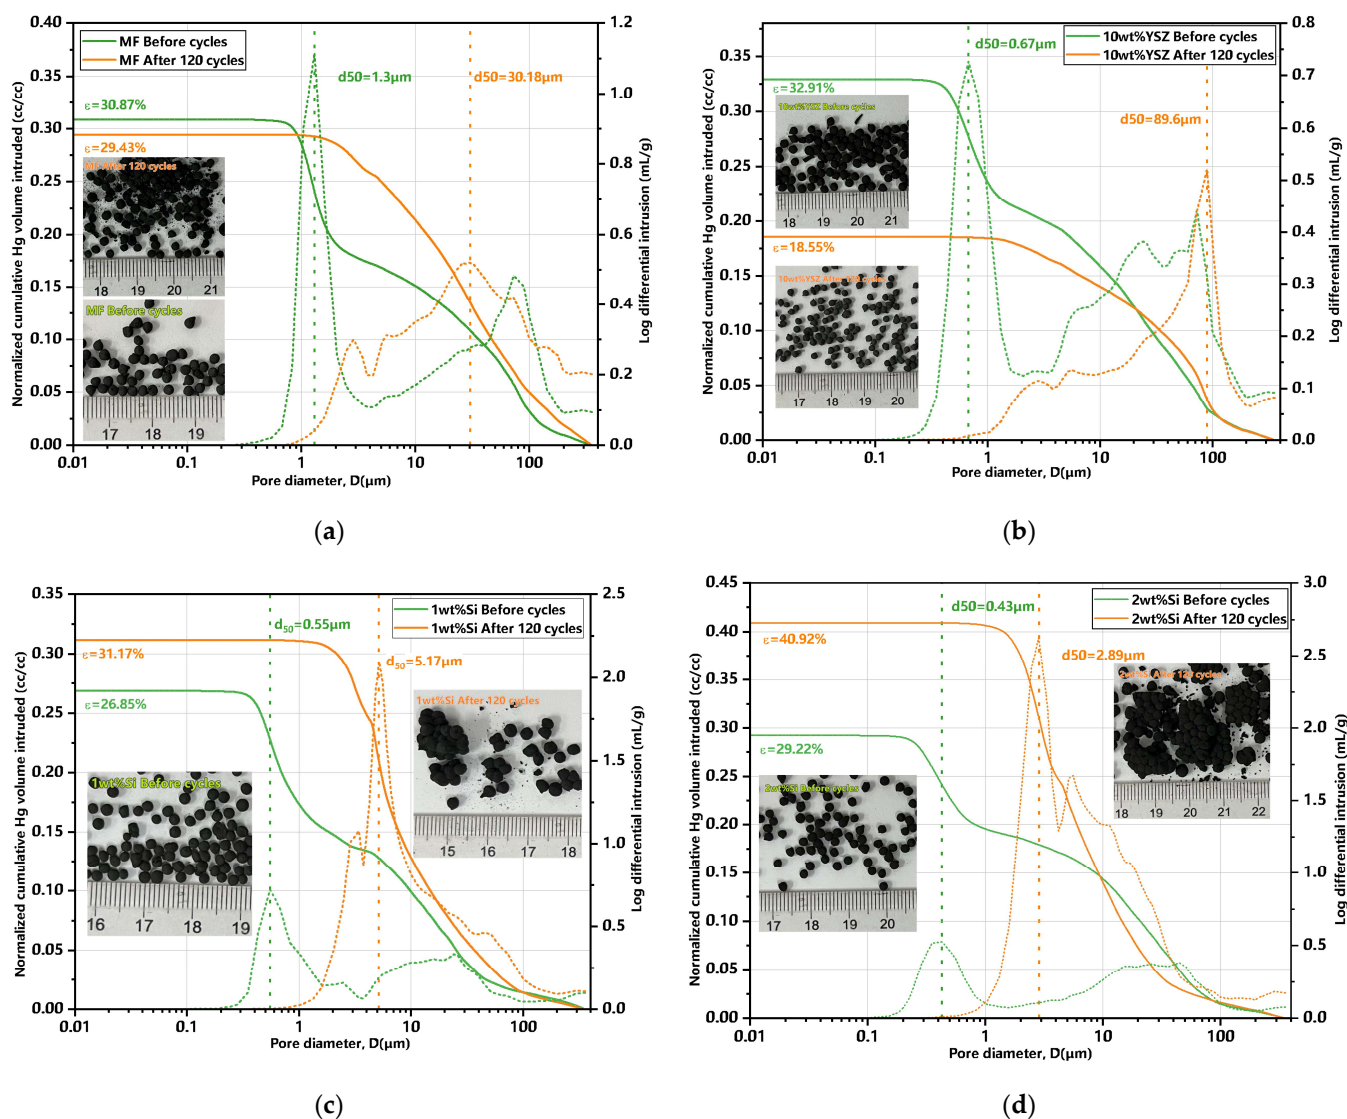 0.40
0.35
0.30
0.25
0.20
0.15
0.10
0.05
0.00
Normalized cumulative Hg volume intruded (cc/cc)
MF Before cycles
MF After 120 cycles
d50=1.3μm
d50=30.18μm
ε=30.87%
ε=29.43%
MF After 120 cycles
18 19 20 21
MF Before cycles
17 18 19
1.2
1.0
0.8
0.6
0.4
0.2
0.0
Log differential intrusion (mL/g)
0.01 0.1 1 10 100
Pore diameter, D(μm)
(a)
0.35
0.30
0.25
0.20
0.15
0.10
0.05
0.00
Normalized cumulative Hg volume intruded (cc/cc)
10wt%YSZ Before cycles
10wt%YSZ After 120 cycles
d50=0.67μm
d50=89.6μm
ε=32.91%
ε=18.55%
10wt%YSZ Before cycles
18 19 20 21
10wt%YSZ After 120 cycles
17 18 19 20
0.8
0.7
0.6
0.5
0.4
0.3
0.2
0.1
0.0
Log differential intrusion (mL/g)
0.01 0.1 1 10 100
Pore diameter, D(μm)
(b)
0.35
0.30
0.25
0.20
0.15
0.10
0.05
0.00
Normalized cumulative Hg volume intruded (cc/cc)
1wt%Si Before cycles
1wt%Si After 120 cycles
d50=0.55μm
d50=5.17μm
ε=31.17%
ε=26.85%
1wt%Si After 120 cycles
15 16 17 18
1wt%Si Before cycles
16 17 18 19
2.5
2.0
1.5
1.0
0.5
0.0
Log differential intrusion (mL/g)
0.01 0.1 1 10 100
Pore diameter, D(μm)
(c)
0.45
0.40
0.35
0.30
0.25
0.20
0.15
0.10
0.05
0.00
Normalized cumulative Hg volume intruded (cc/cc)
2wt%Si Before cycles
2wt%Si After 120 cycles
d50=0.43μm
d50=2.89μm
ε=40.92%
ε=29.22%
2wt%Si After 120 cycles
18 19 20 21 22
2wt%Si Before cycles
17 18 19 20
3.0
2.5
2.0
1.5
1.0
0.5
0.0
Log differential intrusion (mL/g)
0.01 0.1 1 10 100
Pore diameter, D(μm)
(d)